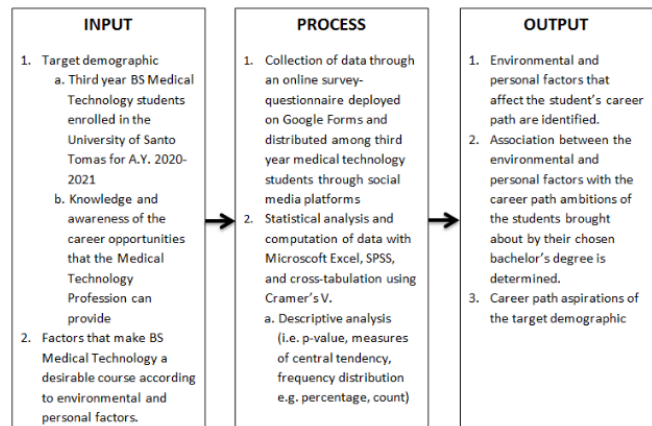 INPUT
1. Target demographic
a. Third year BS Medical
Technology students
enrolled in the
University of Santo
Tomas for A.Y. 2020-
2021
b. Knowledge and
awareness of the
career opportunities
that the Medical
Technology
Profession can
provide
2. Factors that make BS
Medical Technology a
desirable course according
to environmental and
personal factors.
PROCESS
1. Collection of data through
an online survey-
questionnaire deployed
on Google Forms and
distributed among third
year medical technology
students through social
media platforms
2. Statistical analysis and
computation of data with
Microscoft Excel, SPSS,
and cross-tabulation using
Cramer's V.
a. Descriptive analysis
(i.e. p-value, measures
of central tendency,
frequency distribution
e.g. percentage, count)
OUTPUT
1. Environmental and
personal factors that
affect the student's career
path are identified.
2. Association between the
environmental and
personal factors with the
career path ambitions of
the students brought
about by their chosen
bachelor's degree is
determined.
3. Career path aspirations of
the target demographic